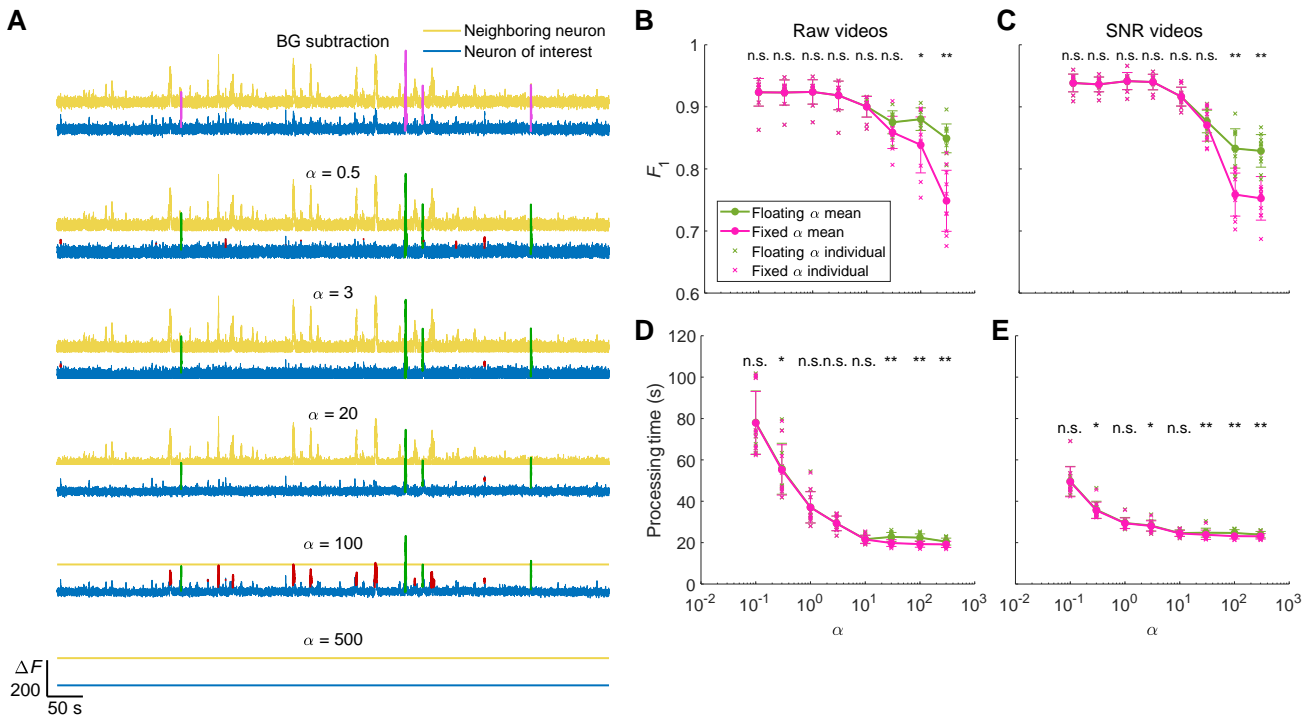 A
BG subtraction
Neighboring neuron
Neuron of interest
α = 0.5
α = 3
α = 20
α = 100
α = 500
ΔF
200
50 s
B
Raw videos
n.s. n.s. n.s. n.s. n.s. n.s. * **
1
0.9
0.8
0.7
0.6
F1
Floating α mean
Fixed α mean
Floating α individual
Fixed α individual
C
SNR videos
n.s. n.s. n.s. n.s. n.s. n.s. ** **
D
n.s. * n.s. n.s. n.s. ** ** **
120
100
80
60
40
20
0
Processing time (s)
10-2 10-1 100 101 102 103
α
E
n.s. * n.s. * n.s. ** ** **
10-2 10-1 100 101 102 103
α